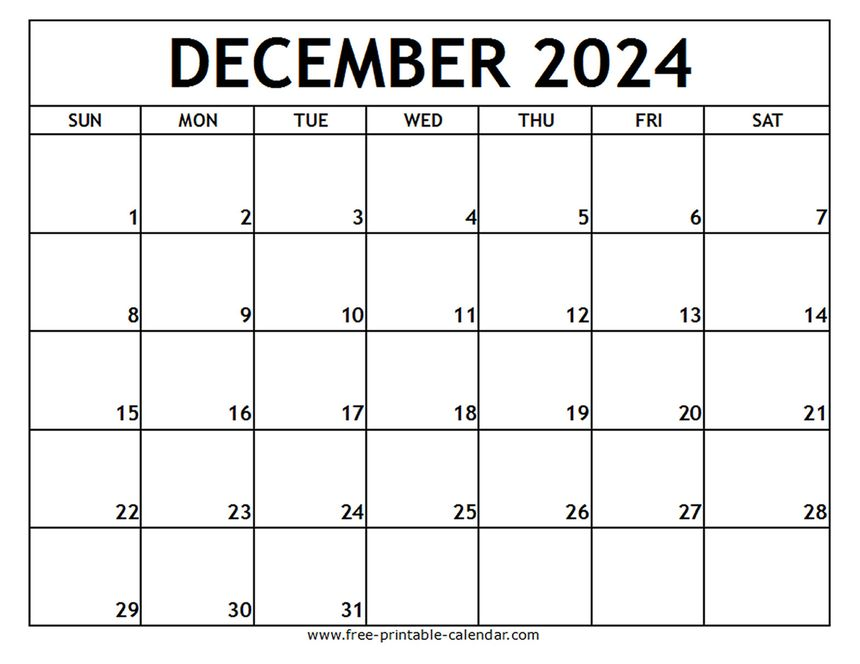 DECEMBER 2024
SUN MON TUE WED THU FRI SAT
1 2 3 4 5 6 7
8 9 10 11 12 13 14
15 16 17 18 19 20 21
22 23 24 25 26 27 28
29 30 31
www.free-printable-calendar.com